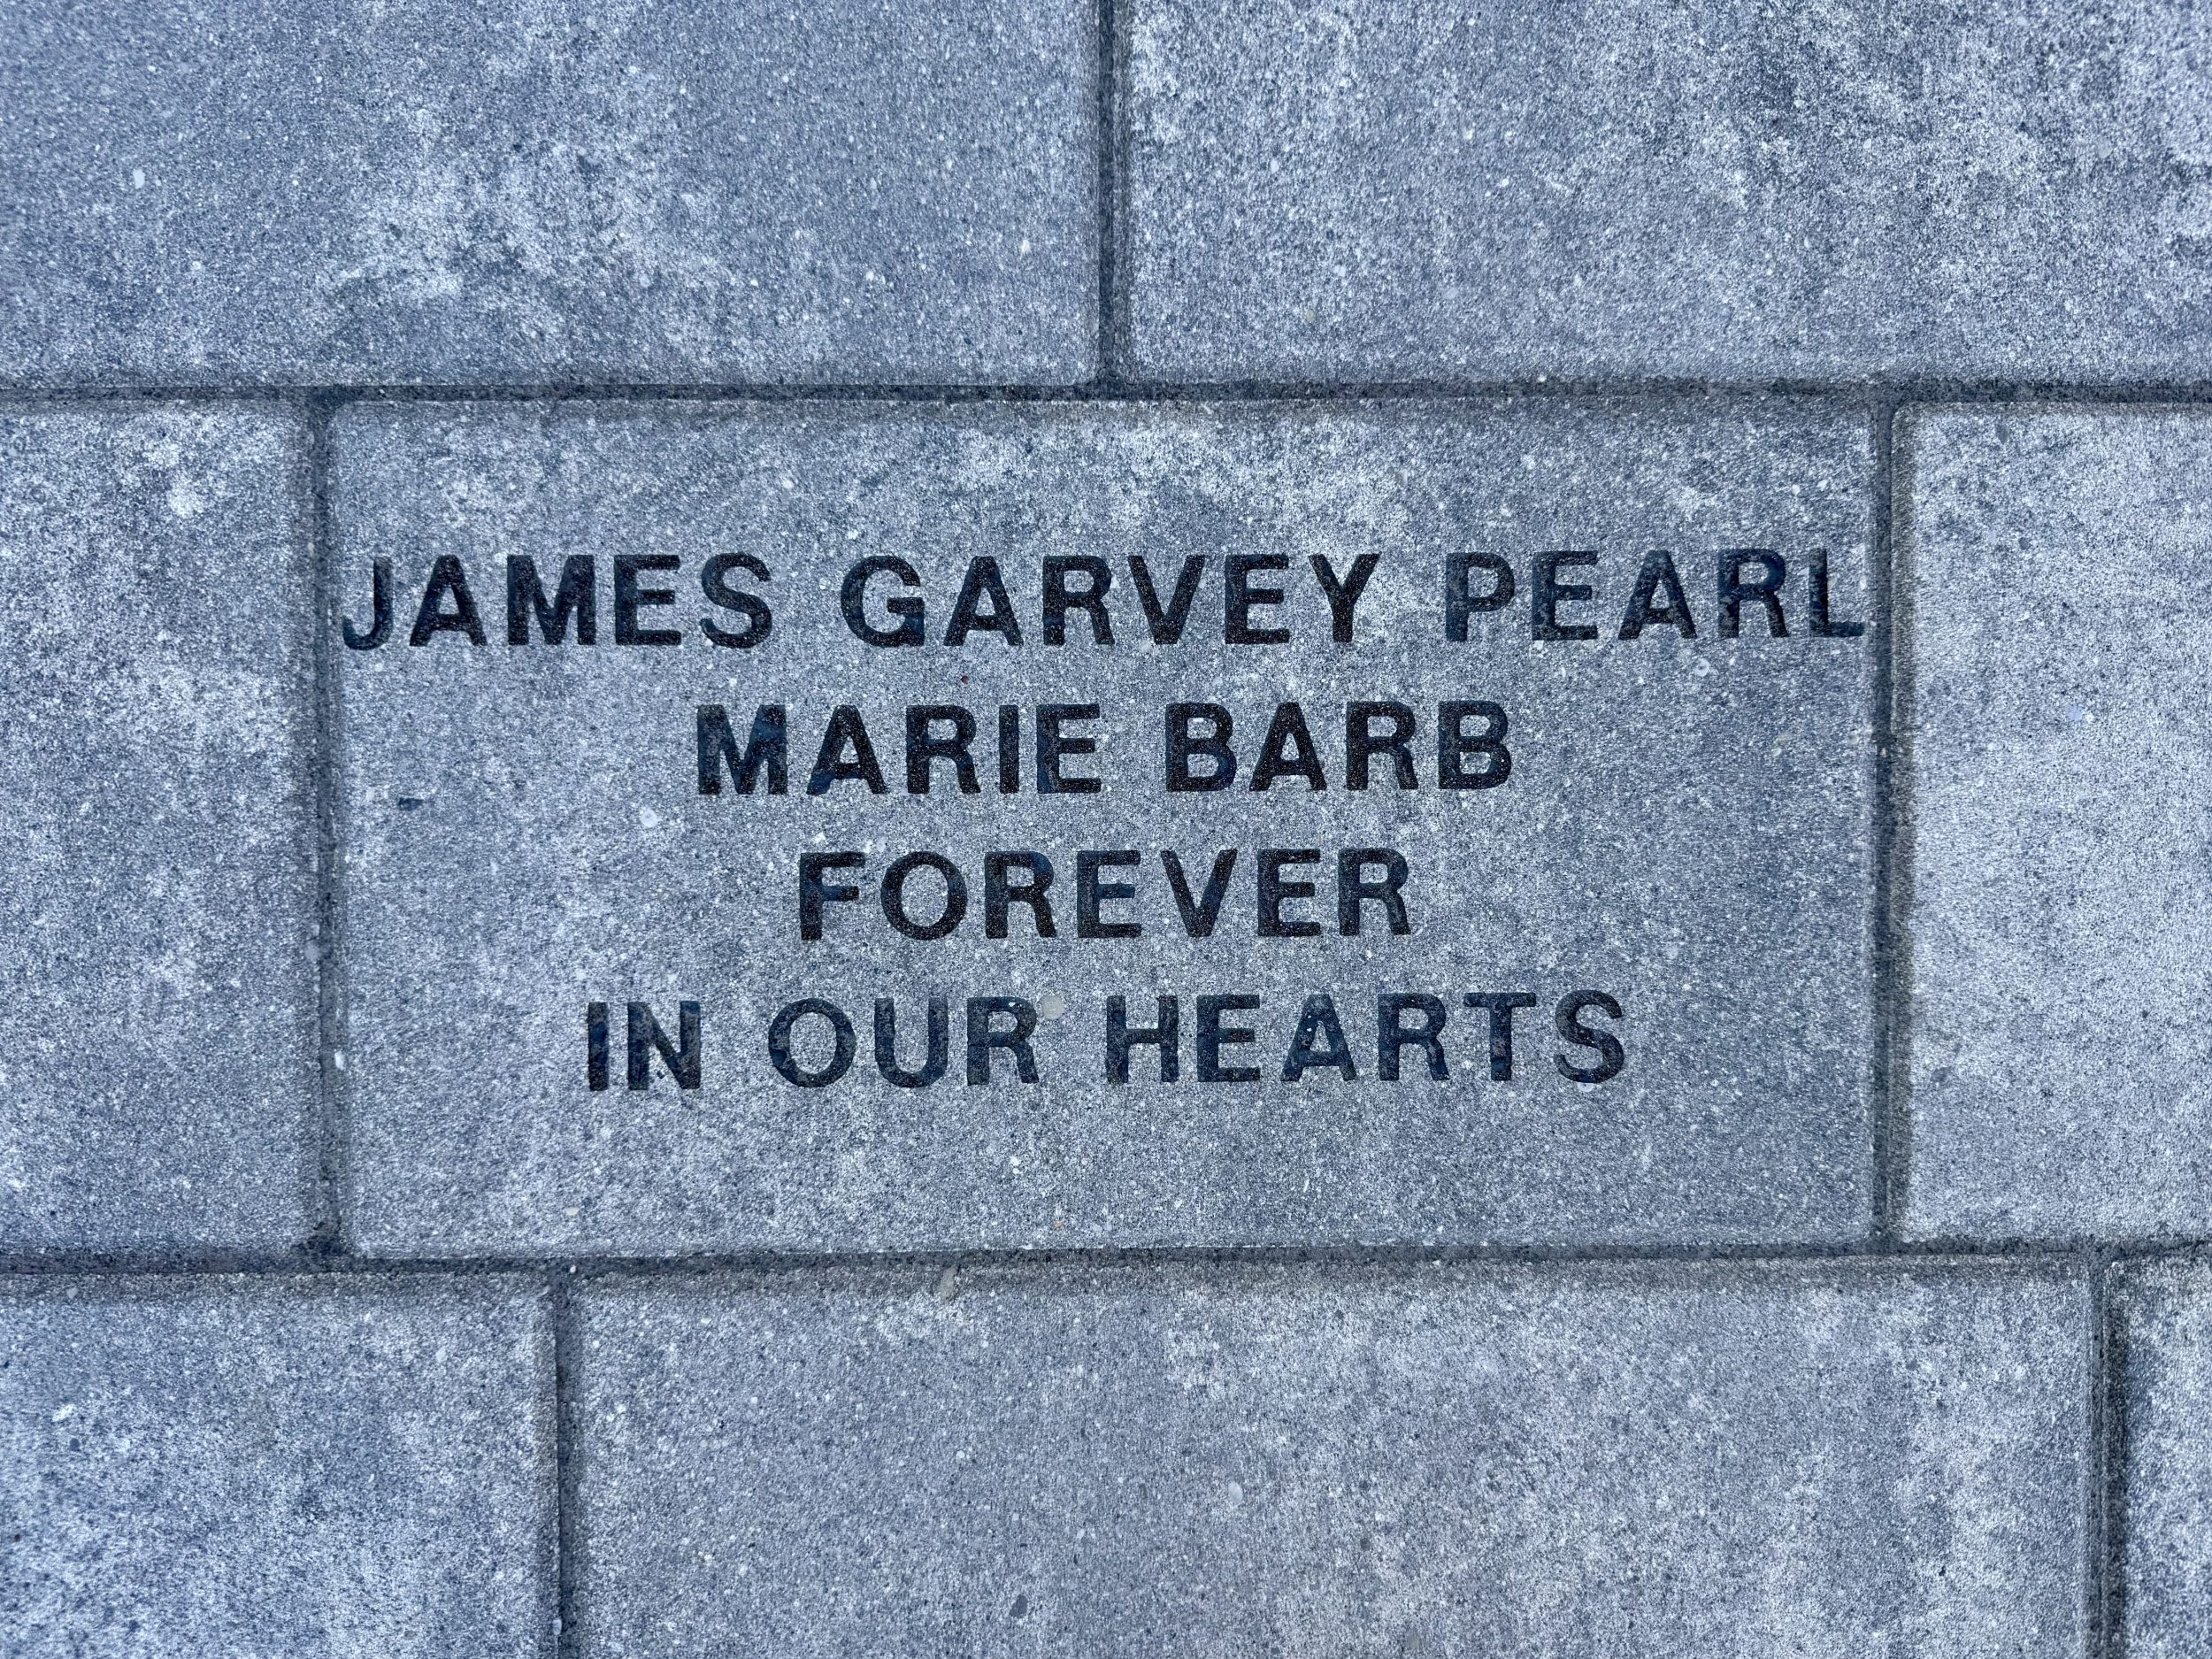 JAMES GARVEY PEARL
MARIE BARB
FOREVER
IN OUR HEARTS